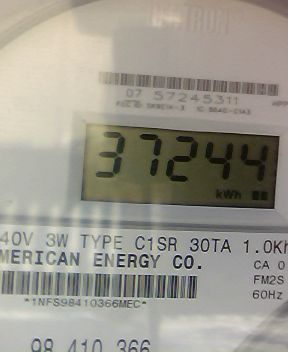 07 57245311
37244
kWh
40V 3W TYPE C1SR 30TA 1.0Kh
MERICAN ENERGY CO.
CA 0
FM2S
*1NFS98410366MEC*
60Hz
98 410 366